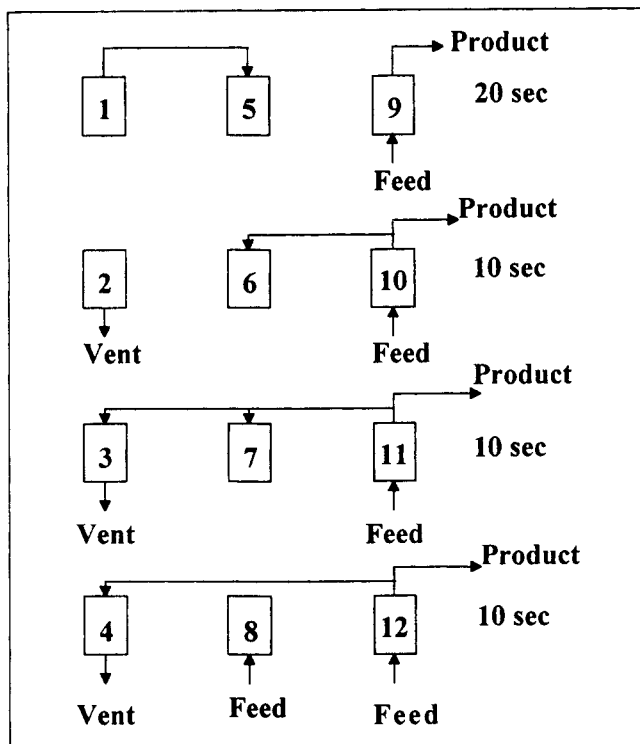 Product
1 5 9 20 sec
Feed
Product
2 6 10 10 sec
Vent Feed
Product
3 7 11 10 sec
Vent Feed
Product
4 8 12 10 sec
Vent Feed Feed